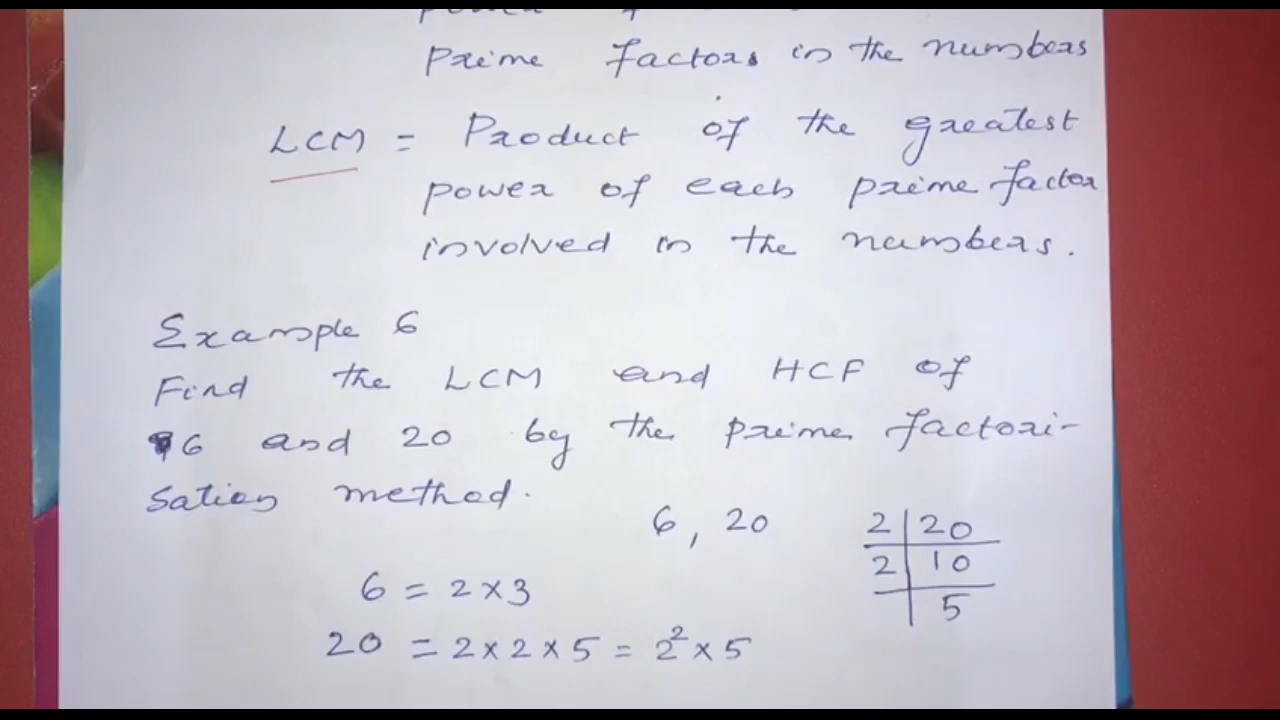 Prime factors in the numbers
LCM = Product of the greatest
power of each prime factor
involved in the numbers.
Example 6
Find the LCM and HCF of
6 and 20 by the prime factori-
sation method.
6, 20
2 | 20
2 | 10
5
6 = 2 × 3
20 = 2 × 2 × 5 = 2² × 5